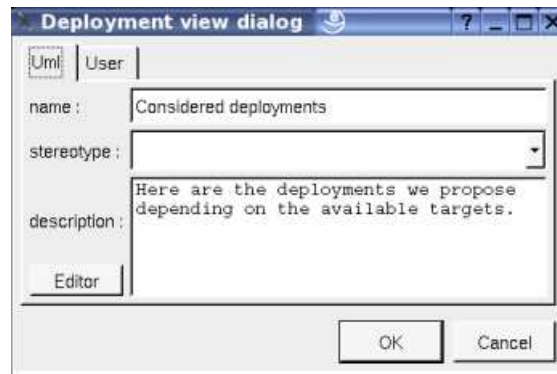 Deployment view dialog
Uml User
name : Considered deployments
stereotype :
Here are the deployments we propose
depending on the available targets.
description :
Editor
OK Cancel